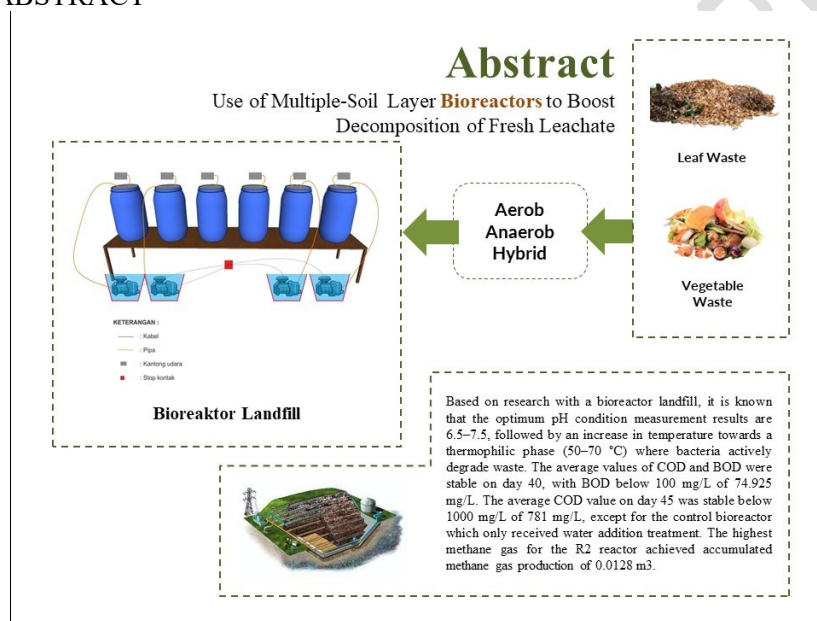 ABSTRACT
Abstract
Use of Multiple-Soil Layer Bioreactors to Boost
Decomposition of Fresh Leachate
Leaf Waste
Vegetable
Waste
Aerob
Anaerob
Hybrid
KETERANGAN :
: Kabel
: Pipa
: Kantong udara
: Stop kontak
Bioreaktor Landfill
Based on research with a bioreactor landfill, it is known
that the optimum pH condition measurement results are
6.5–7.5, followed by an increase in temperature towards a
thermophilic phase (50–70 °C) where bacteria actively
degrade waste. The average values of COD and BOD were
stable on day 40, with BOD below 100 mg/L of 74.925
mg/L. The average COD value on day 45 was stable below
1000 mg/L of 781 mg/L, except for the control bioreactor
which only received water addition treatment. The highest
methane gas for the R2 reactor achieved accumulated
methane gas production of 0.0128 m3.